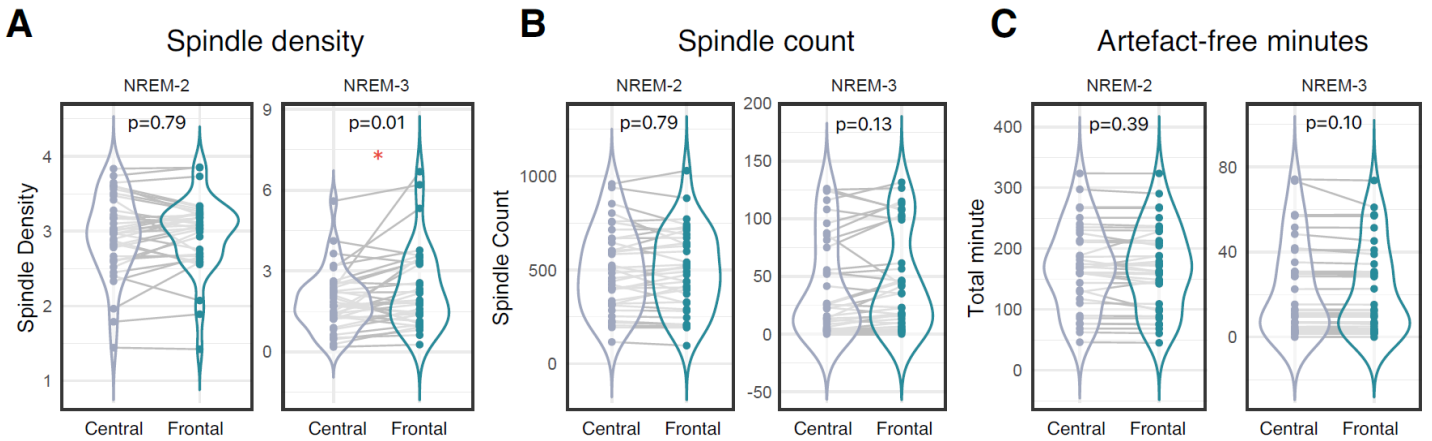 A
Spindle density
NREM-2
NREM-3
Spindle Density
4
3
2
1
p=0.79
9
6
3
0
p=0.01
*
Central Frontal
Central Frontal
B
Spindle count
NREM-2
NREM-3
Spindle Count
1000
500
0
p=0.79
200
150
100
50
0
-50
p=0.13
Central Frontal
Central Frontal
C
Artefact-free minutes
NREM-2
NREM-3
Total minute
400
300
200
100
0
p=0.39
80
40
0
p=0.10
Central Frontal
Central Frontal